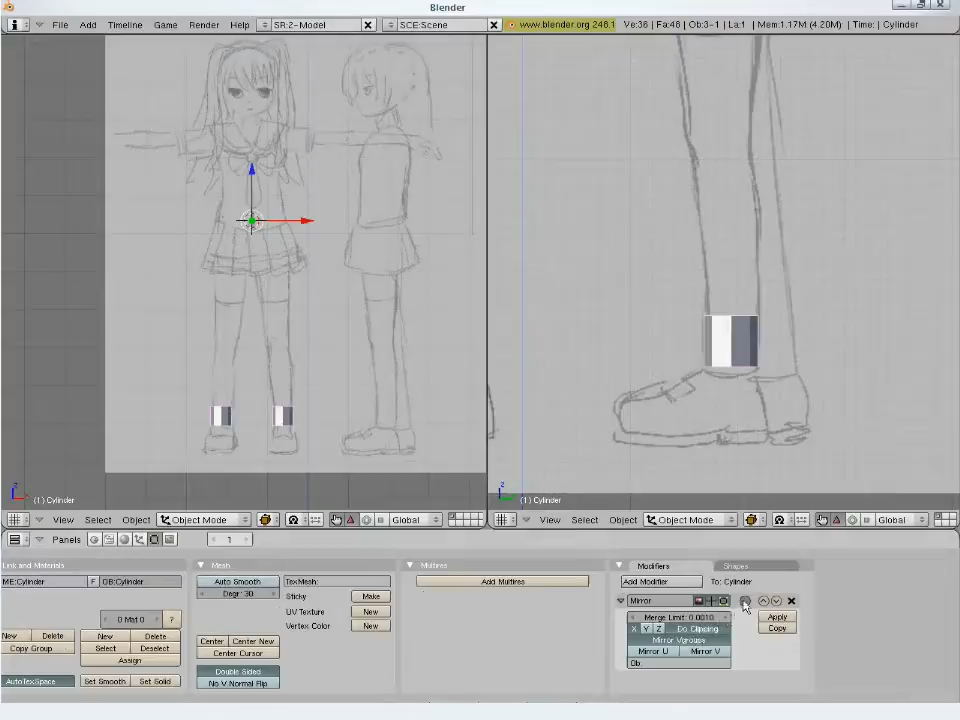 Blender
File Add Timeline Game Render Help SR:2-Model SCE:Scene www.blender.org 248.1 Ve:36 | Fa:46 | Ob:3-1 | La:1 | Mem:1.17M (4.20M) | Time: | Cylinder
(1) Cylinder
(1) Cylinder
View Select Object Object Mode Global
View Select Object Object Mode Global
Panels 1
Link and Materials
ME:Cylinder F OB:Cylinder
0 Mat 0 ?
New Delete New Delete
Copy Group Select Deselect
Assign
AutoTexSpace Set Smooth Set Solid
Mesh
Auto Smooth TexMesh:
Degr: 30 Sticky Make
UV Texture New
Vertex Color New
Center Center New
Center Cursor
Double Sided
No V.Normal Flip
Multires
Add Multires
Modifiers Shapes
Add Modifier To: Cylinder
Mirror
Merge Limit: 0.0010 Apply
X Y Z Do Clipping Copy
Mirror Vgroups
Mirror U Mirror V
Ob: